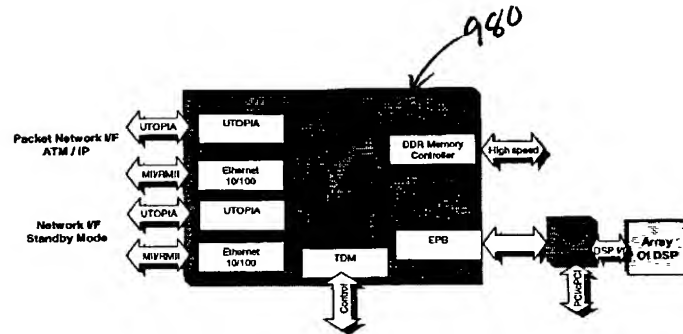 980
UTOPIA
UTOPIA
Packet Network I/F
ATM / IP
DDR Memory
Controller
High speed
MII/RMII
Ethernet
10/100
UTOPIA
UTOPIA
Network I/F
Standby Mode
MII/RMII
Ethernet
10/100
TDM
EPB
DSP I/F
Array
Of DSP
Control
PCI/cPCI